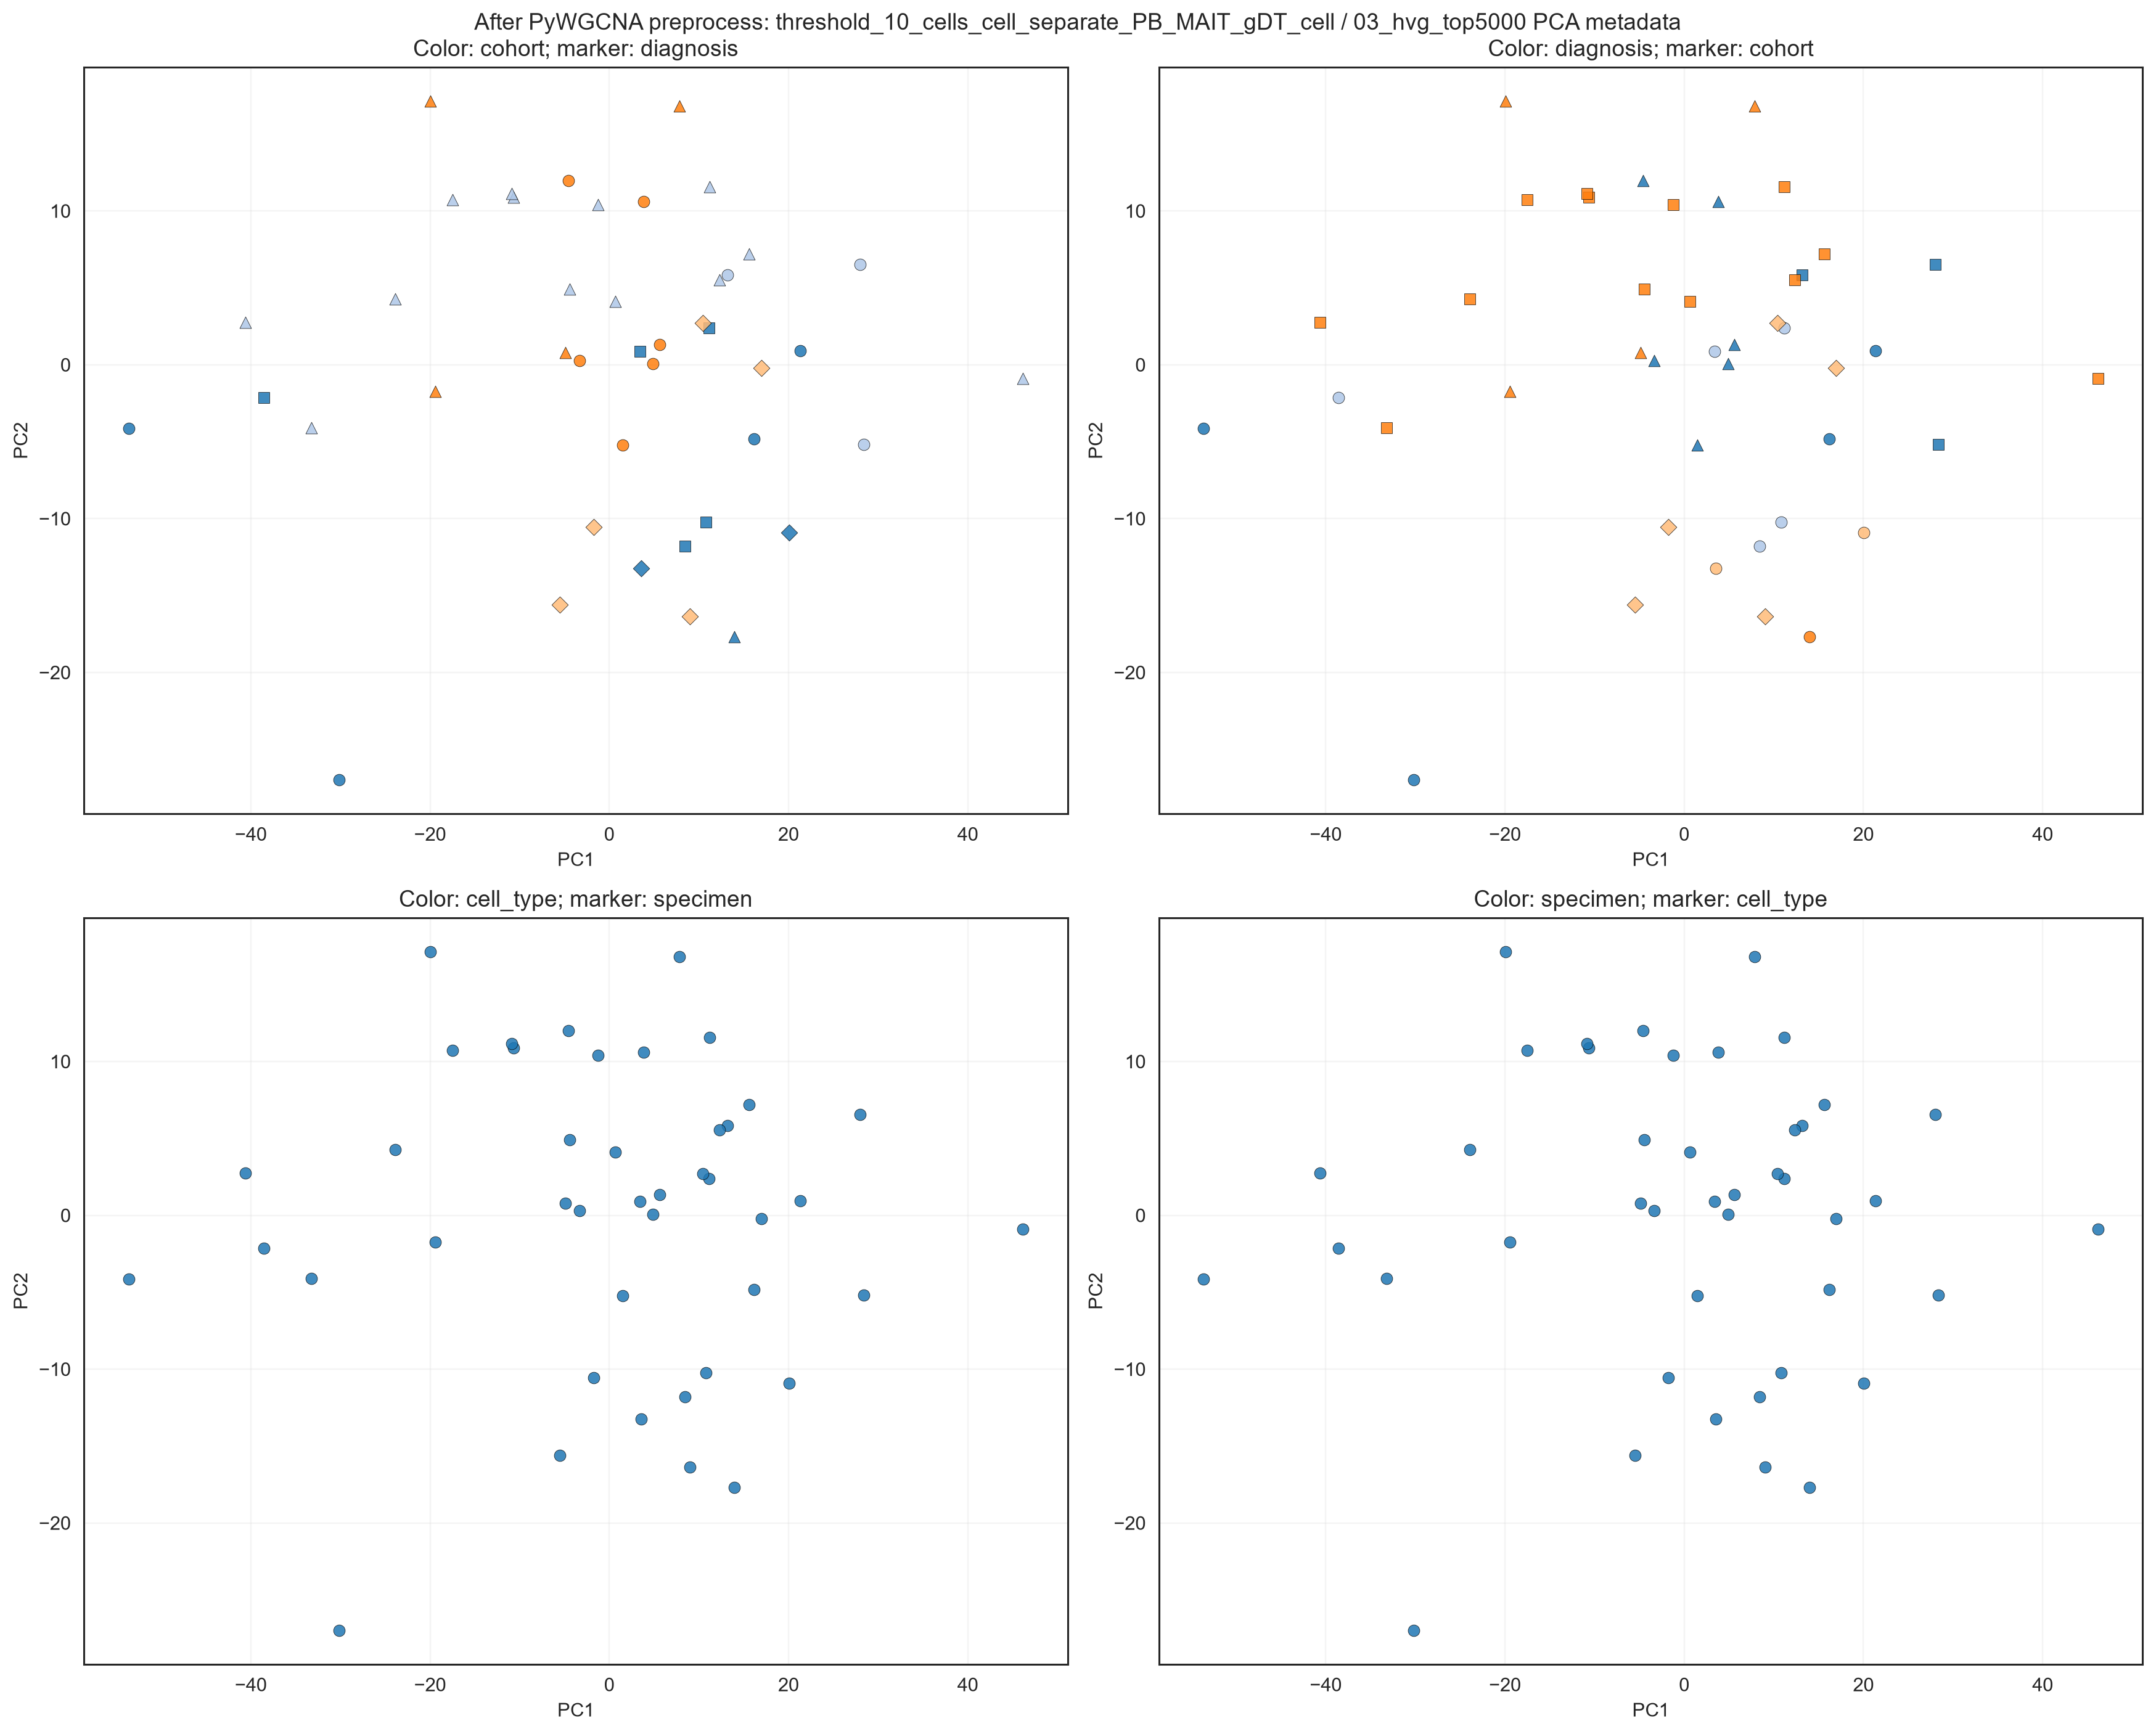 After PyWGCNA preprocess: threshold_10_cells_cell_separate_PB_MAIT_gDT_cell / 03_hvg_top5000 PCA metadata
Color: cohort; marker: diagnosis
10
0
−10
−20
PC2
−40
−20
0
20
40
PC1
Color: diagnosis; marker: cohort
10
0
−10
−20
PC2
−40
−20
0
20
40
PC1
Color: cell_type; marker: specimen
10
0
−10
−20
PC2
−40
−20
0
20
40
PC1
Color: specimen; marker: cell_type
10
0
−10
−20
PC2
−40
−20
0
20
40
PC1